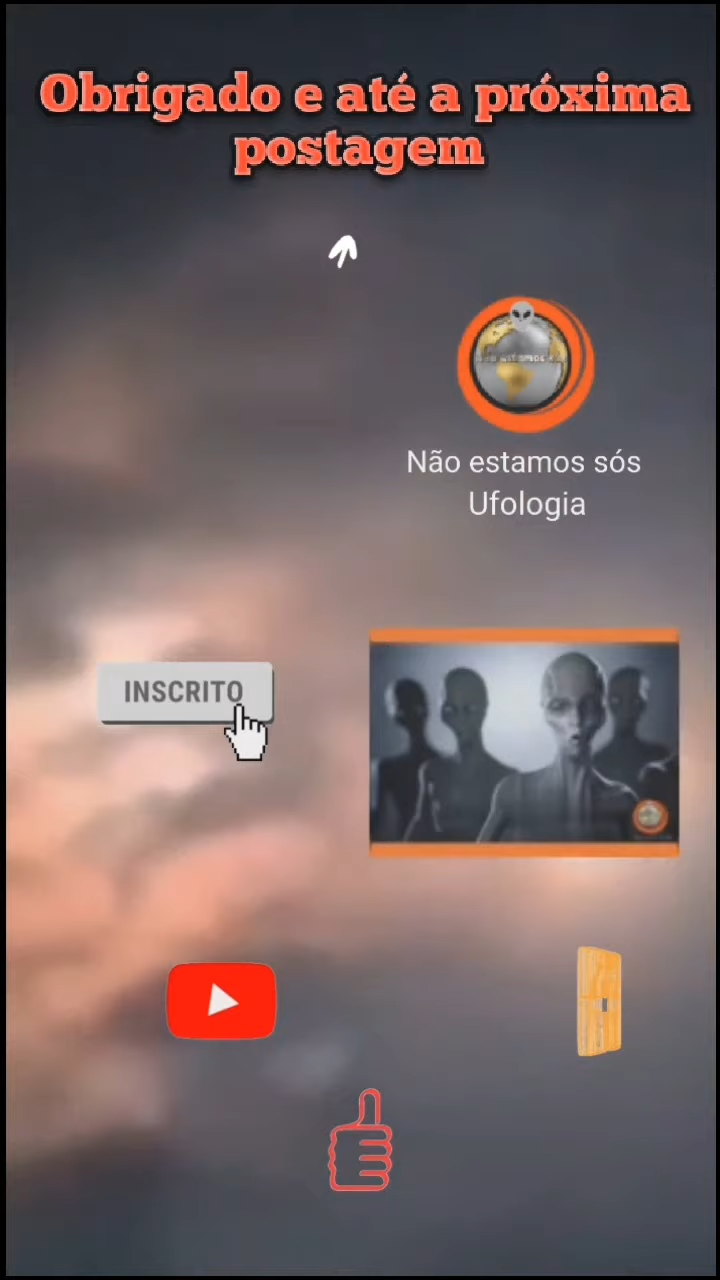 Obrigado e até a próxima
postagem
Não estamos sós
Ufologia
INSCRITO